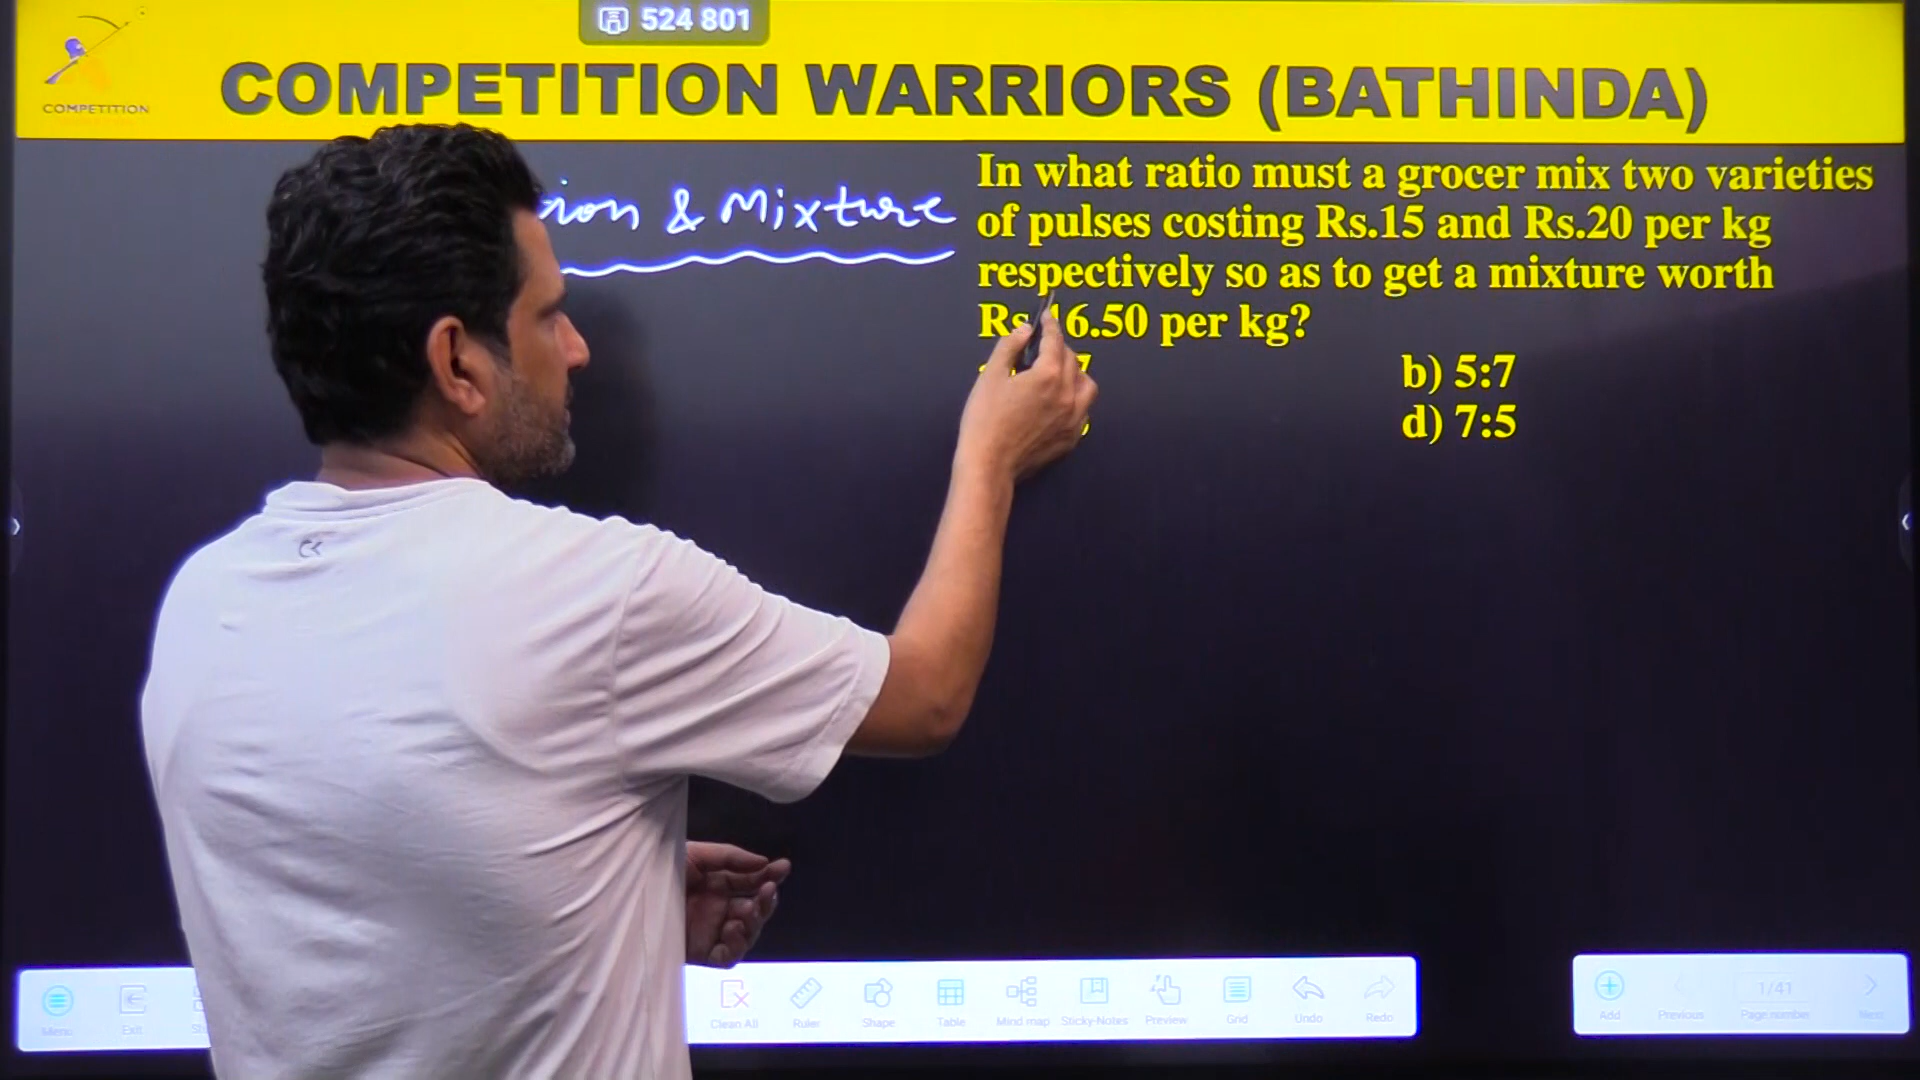 524 801
COMPETITION
COMPETITION WARRIORS (BATHINDA)
& Mixture
In what ratio must a grocer mix two varieties
of pulses costing Rs.15 and Rs.20 per kg
respectively so as to get a mixture worth
Rs 16.50 per kg?
b) 5:7
d) 7:5
Menu
Exit
Clean All
Ruler
Shape
Table
Mind map
Sticky-Notes
Preview
Grid
Undo
Redo
Add
Previous
1/41
Page number
Next